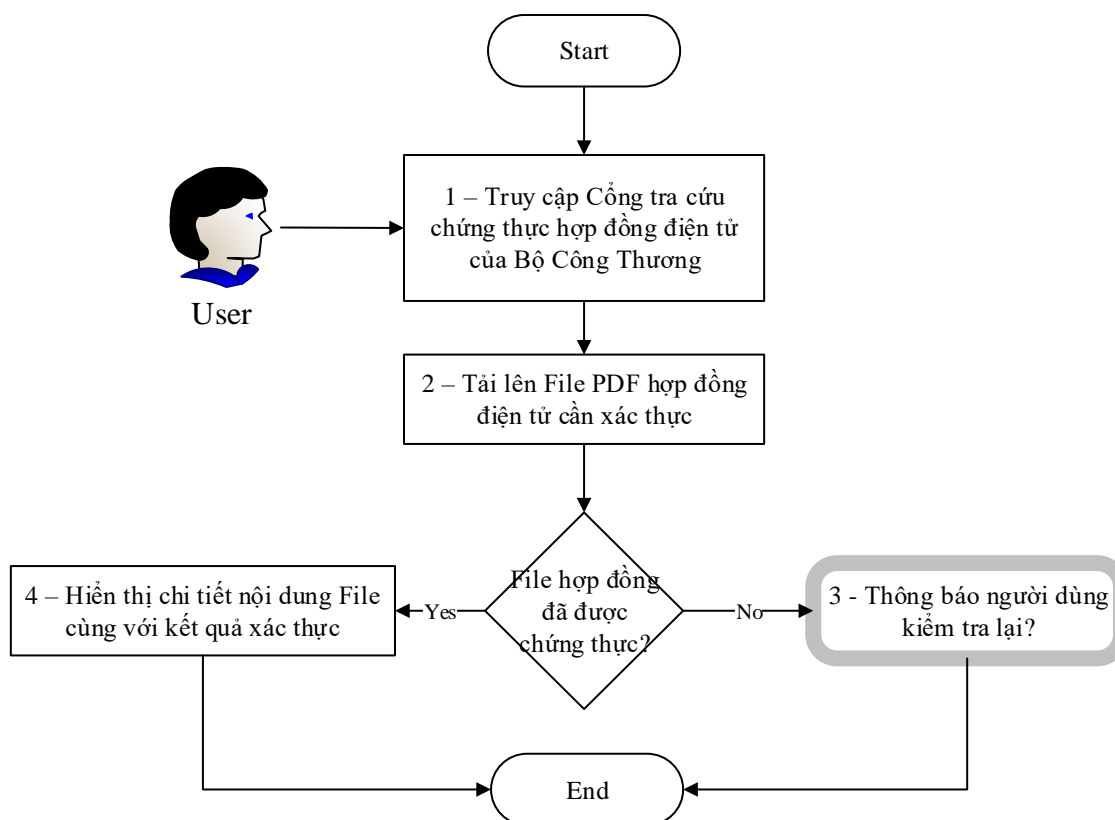 Start
1 – Truy cập Cổng tra cứu
chứng thực hợp đồng điện tử
của Bộ Công Thương
User
2 – Tải lên File PDF hợp đồng
điện tử cần xác thực
File hợp đồng
đã được
chứng thực?
Yes
No
4 – Hiển thị chi tiết nội dung File
cùng với kết quả xác thực
3 - Thông báo người dùng
kiểm tra lại?
End